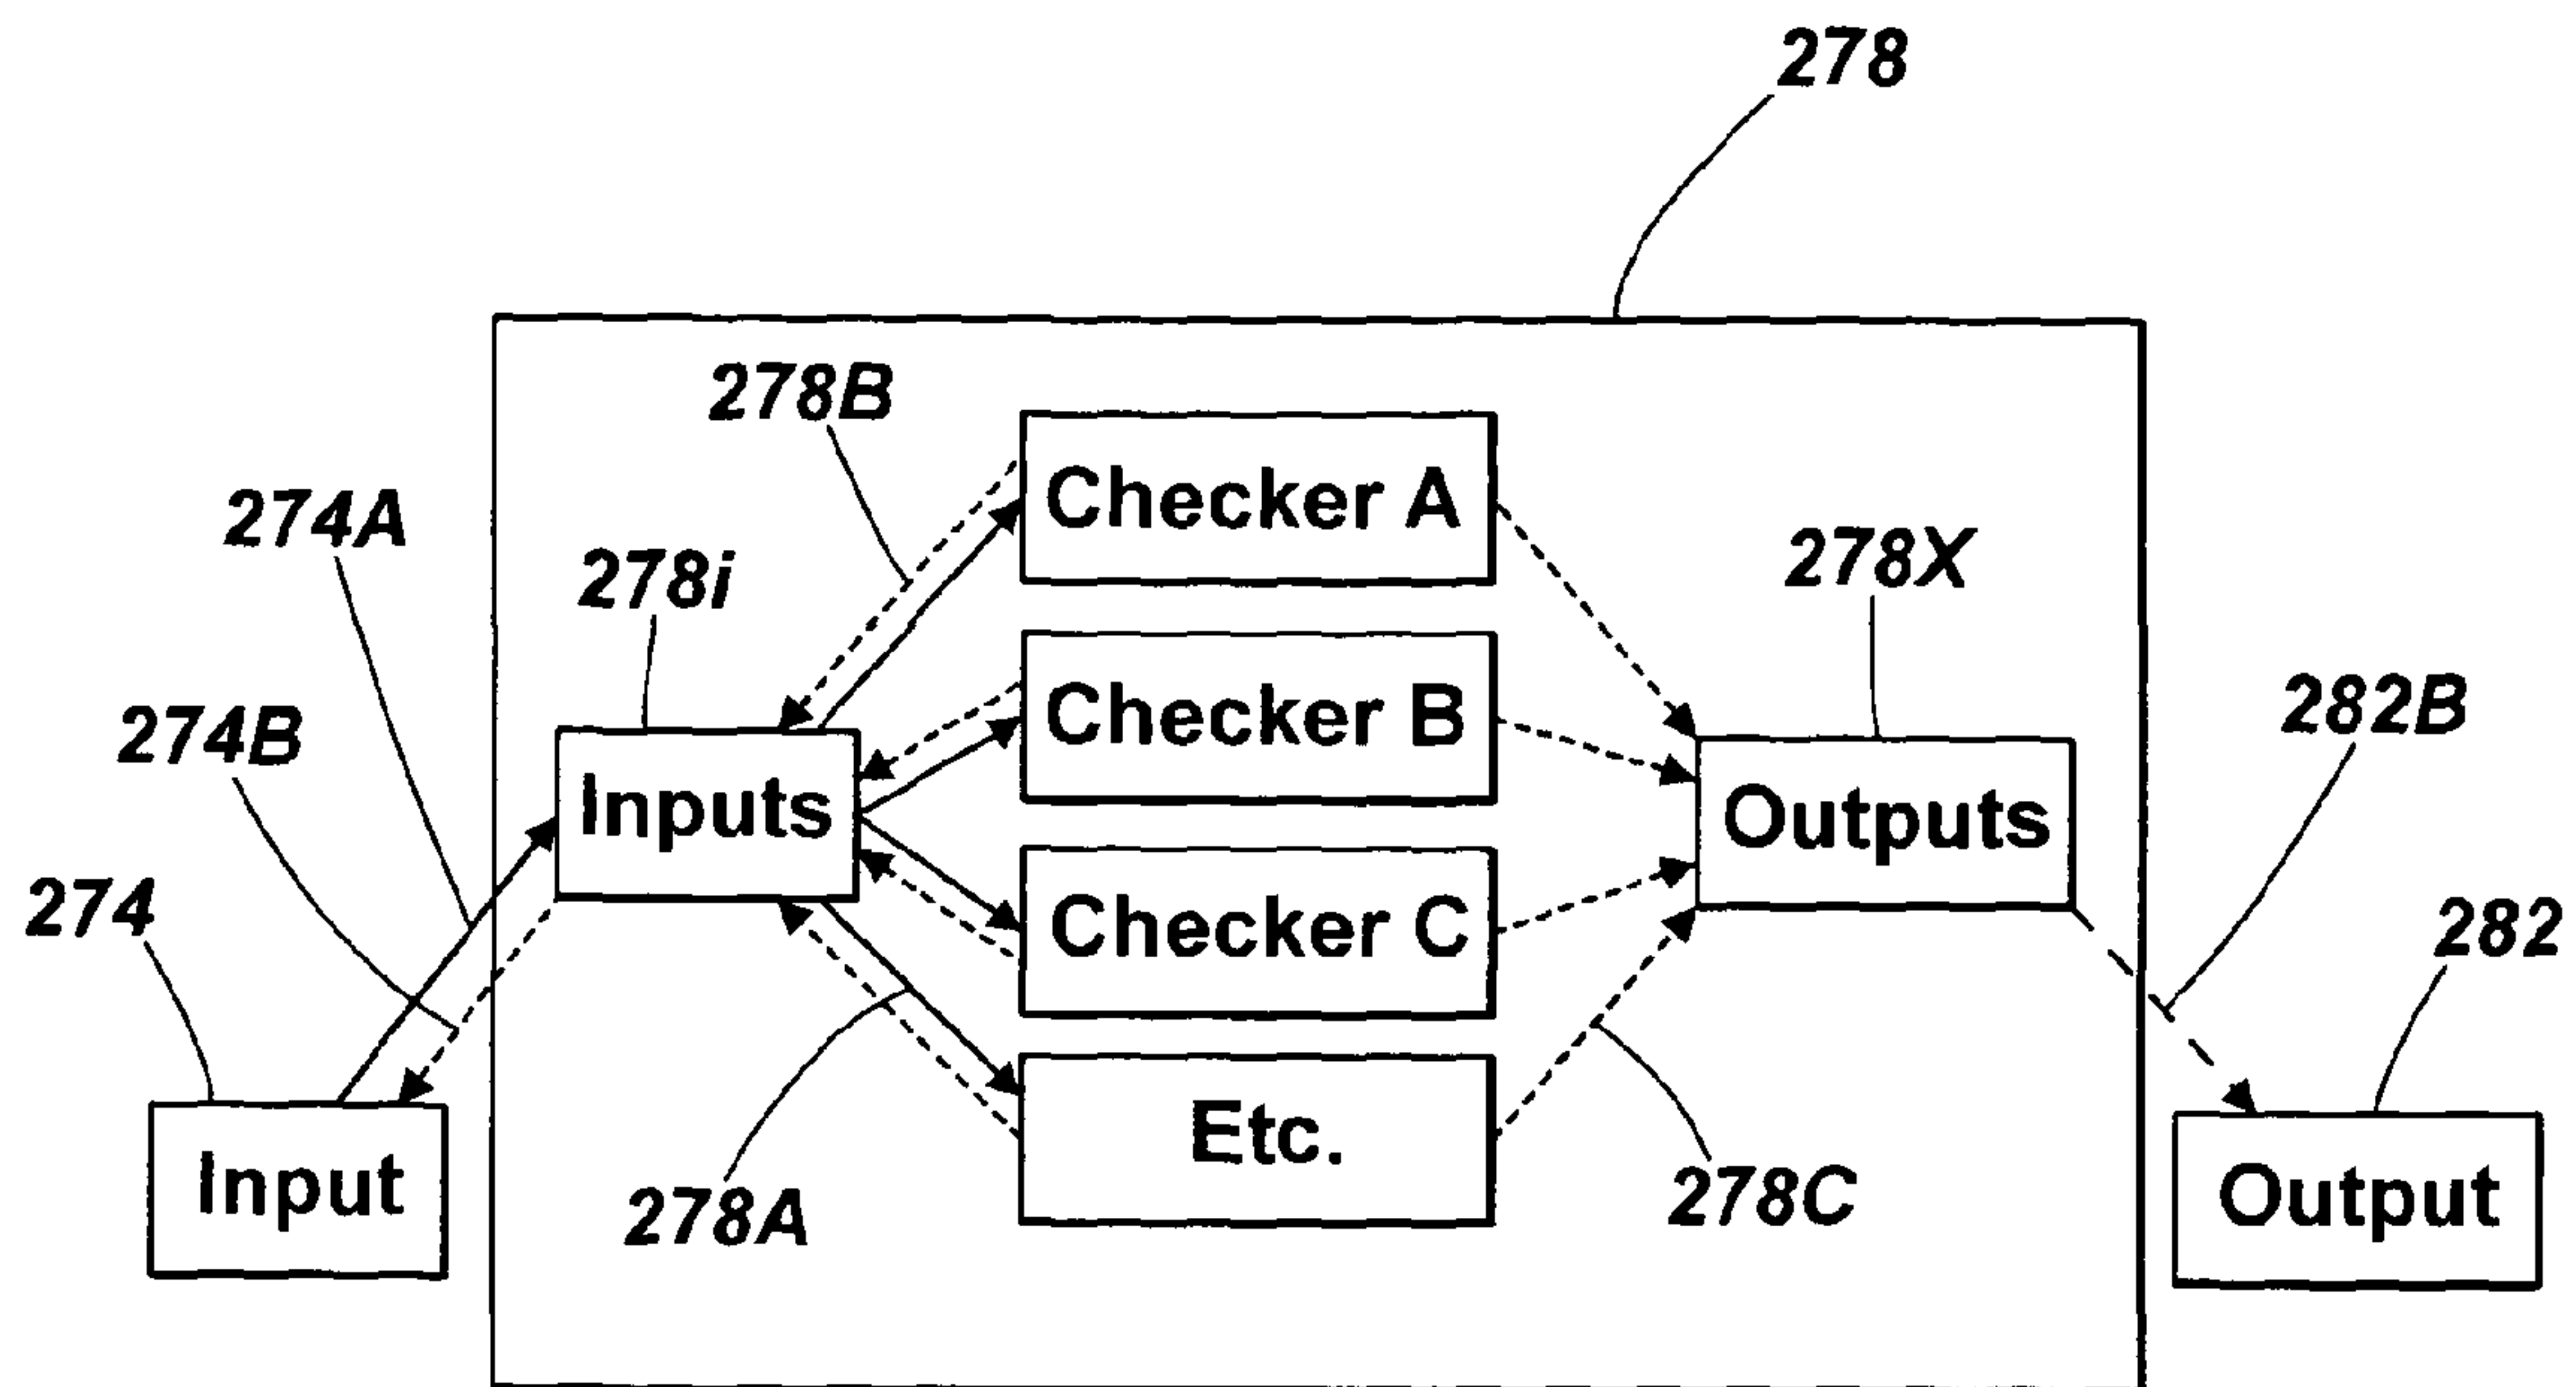 278
278B
Checker A
274A
278i
278X
Checker B
282B
274B
Inputs
Outputs
274
Checker C
282
Etc.
Input
278A
278C
Output